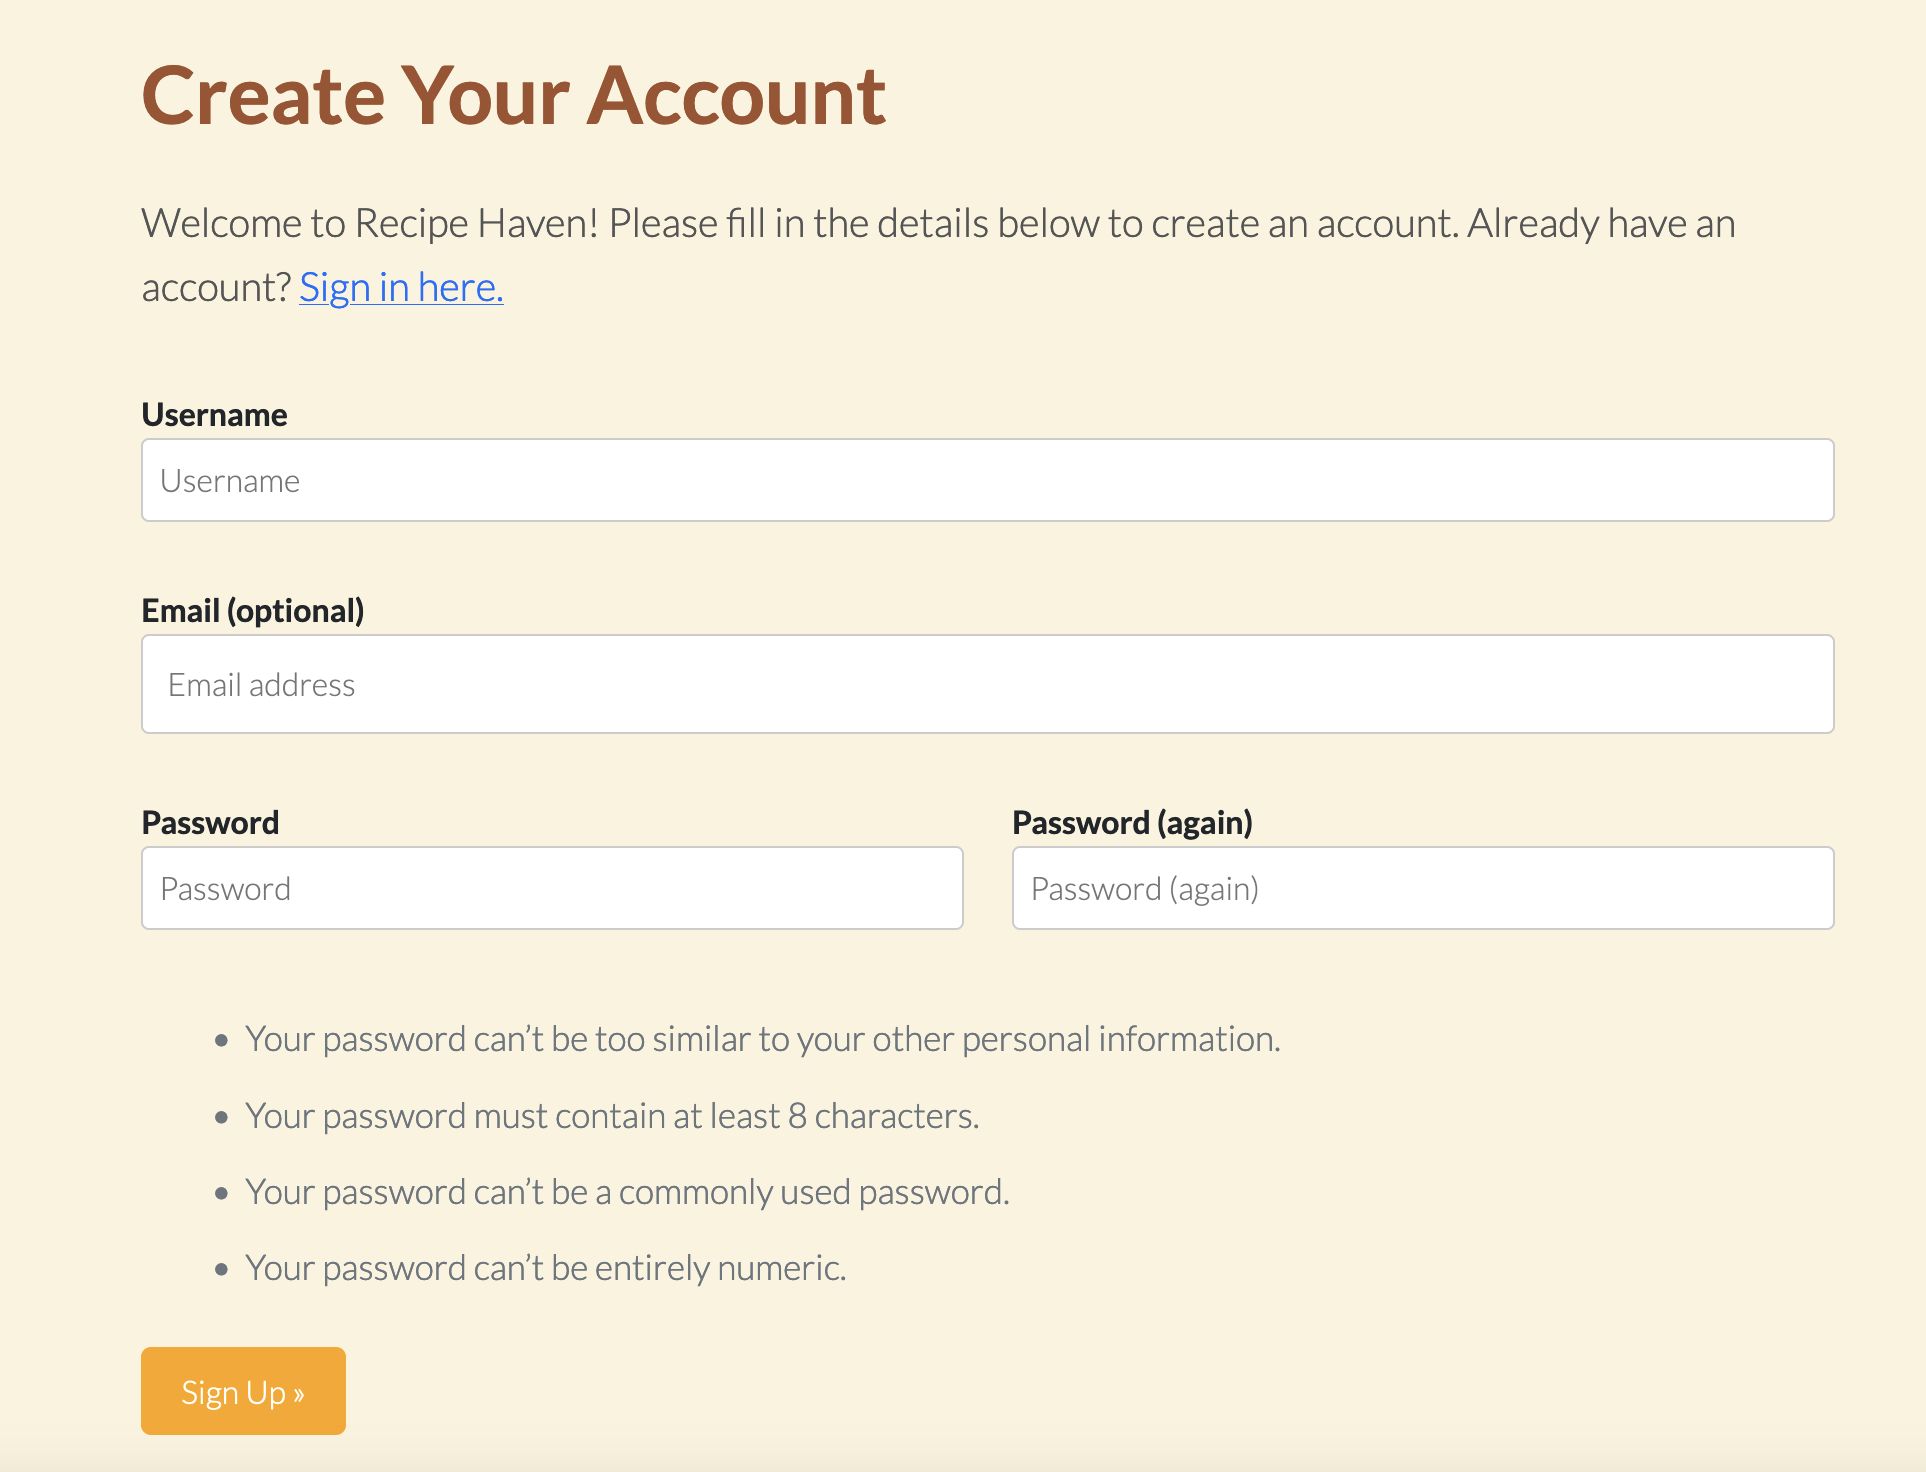 Create Your Account
Welcome to Recipe Haven! Please fill in the details below to create an account. Already have an
account? Sign in here.
Username
Username
Email (optional)
Email address
Password
Password (again)
Password
Password (again)
Your password can’t be too similar to your other personal information.
Your password must contain at least 8 characters.
Your password can’t be a commonly used password.
Your password can’t be entirely numeric.
Sign Up »